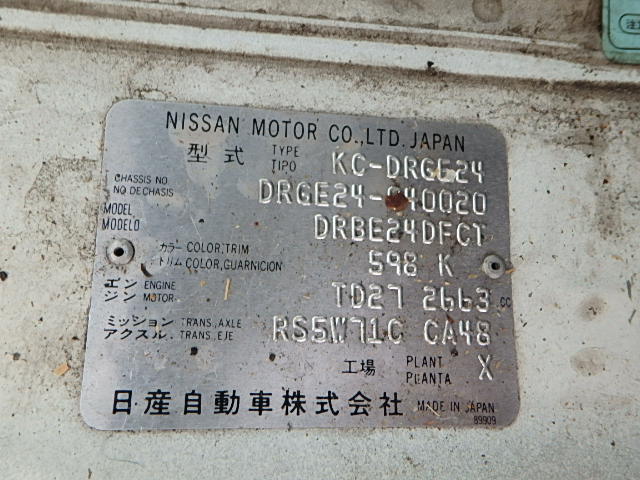 NISSAN MOTOR CO.,LTD. JAPAN
型式 TYPE TIPO KC-DRGE24
CHASSIS NO NO DE CHASIS DRGE24-040020
MODEL MODELO DRBE24DFCT
カラー COLOR,TRIM
トリム COLOR,GUARNICION 598 K
エンジン ENGINE MOTOR TD27 2663 CC
ミッション TRANS.,AXLE
アクスル TRANS.,EJE RS5W71C CA48
工場 PLANT PLANTA X
日産自動車株式会社 MADE IN JAPAN
89909